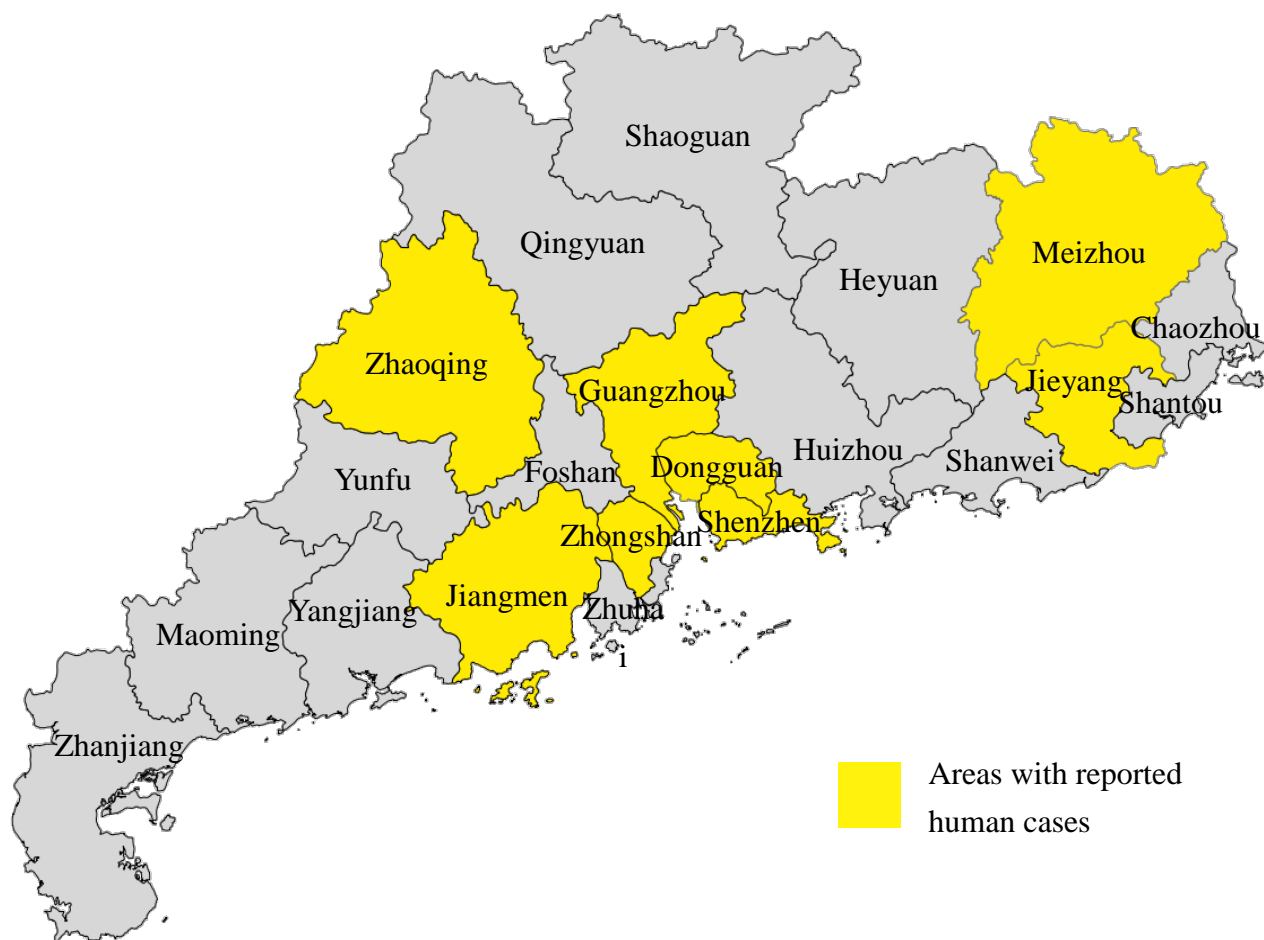 Shaoguan
Qingyuan
Meizhou
Heyuan
Chaozhou
Zhaoqing
Guangzhou
Jieyang
Shantou
Huizhou
Shanwei
Dongguan
Foshan
Yunfu
Shenzhen
Zhongshan
Jiangmen
Zhuha
i
Yangjiang
Maoming
Zhanjiang
Areas with reported
human cases